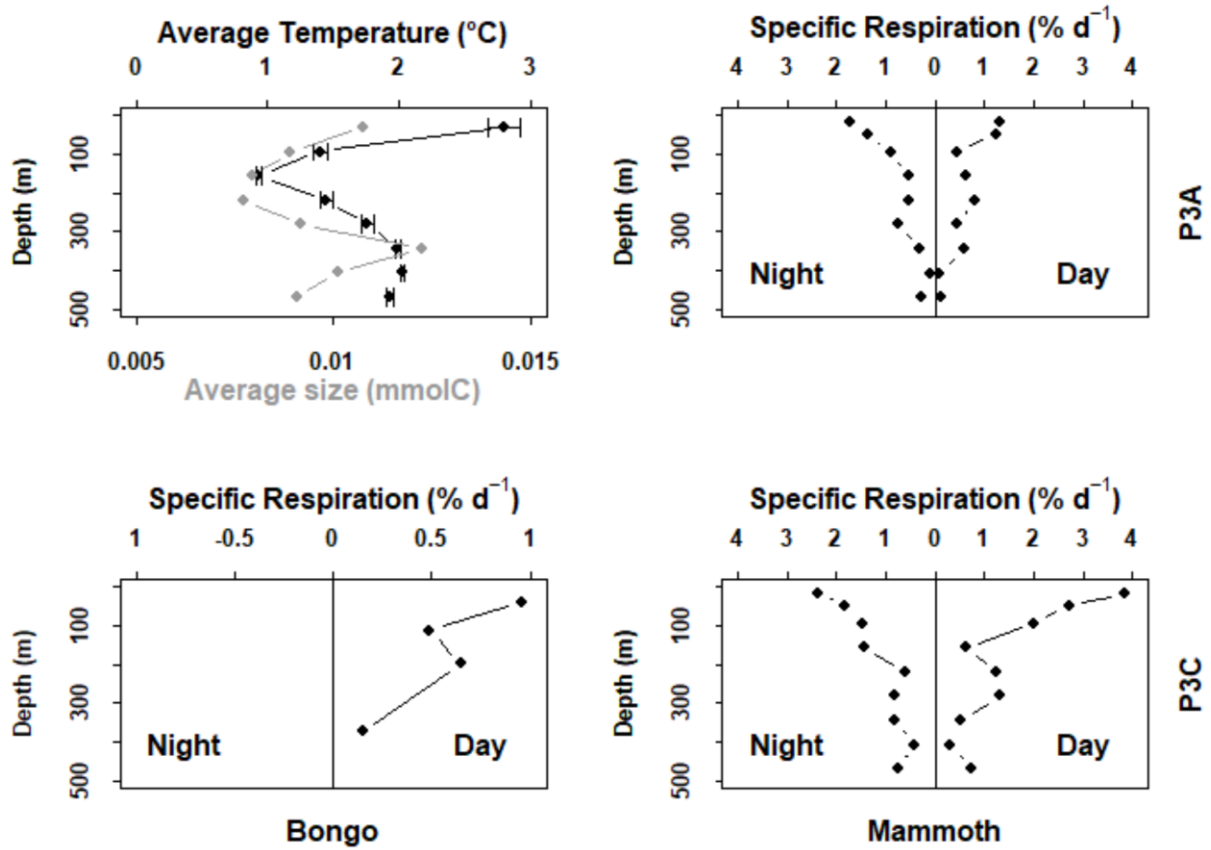 Average Temperature (°C)
0 1 2 3
Depth (m)
100
300
500
0.005 0.01 0.015
Average size (mmolC)
Specific Respiration (% d⁻¹)
4 3 2 1 0 1 2 3 4
Depth (m)
100
300
500
Night Day
P3A
Specific Respiration (% d⁻¹)
1 -0.5 0 0.5 1
Depth (m)
100
300
500
Night Day
Bongo
Specific Respiration (% d⁻¹)
4 3 2 1 0 1 2 3 4
Depth (m)
100
300
500
Night Day
P3C
Mammoth